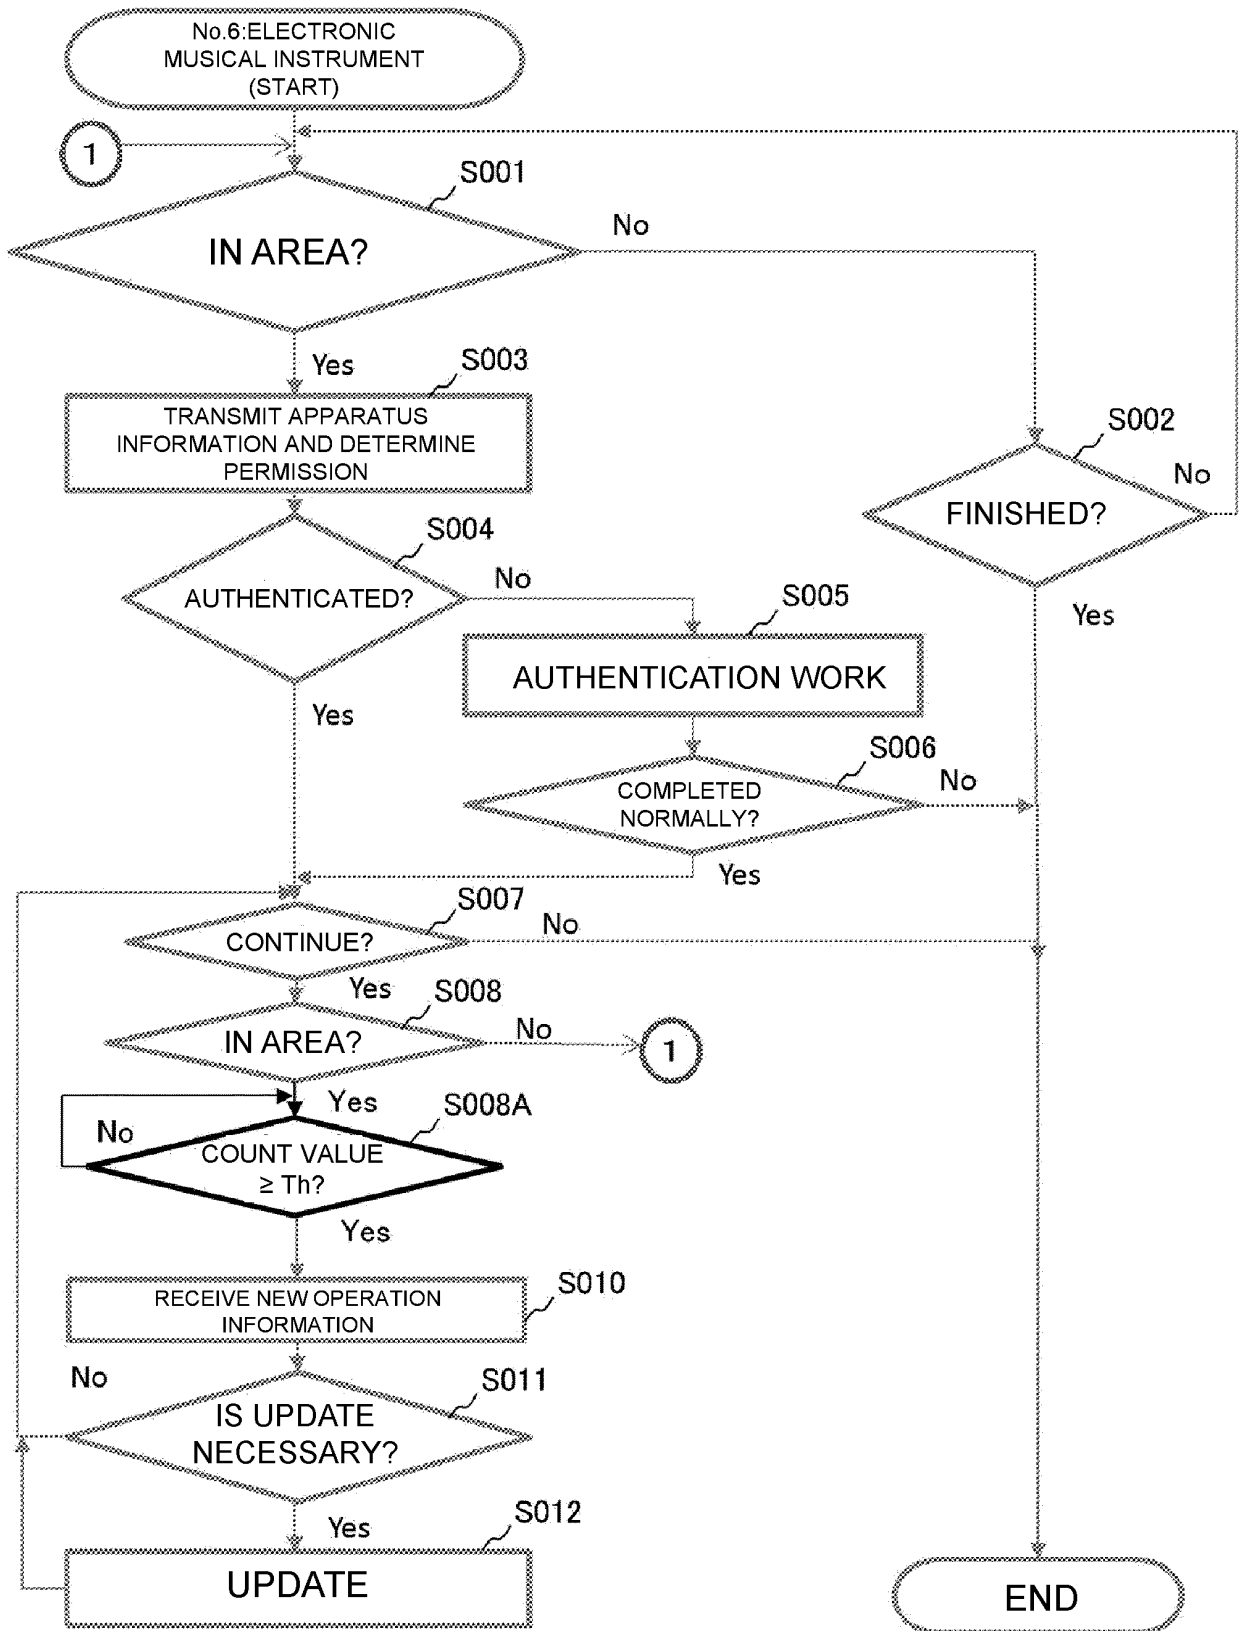 No.6:ELECTRONIC
MUSICAL INSTRUMENT
(START)
1
S001
IN AREA?
No
Yes
S003
TRANSMIT APPARATUS
INFORMATION AND DETERMINE
PERMISSION
S002
FINISHED?
No
Yes
S004
AUTHENTICATED?
No
Yes
S005
AUTHENTICATION WORK
S006
COMPLETED
NORMALLY?
No
Yes
S007
CONTINUE?
No
Yes
S008
IN AREA?
No
1
Yes
S008A
No
COUNT VALUE
≥ Th?
Yes
S010
RECEIVE NEW OPERATION
INFORMATION
No
S011
IS UPDATE
NECESSARY?
Yes
S012
UPDATE
END